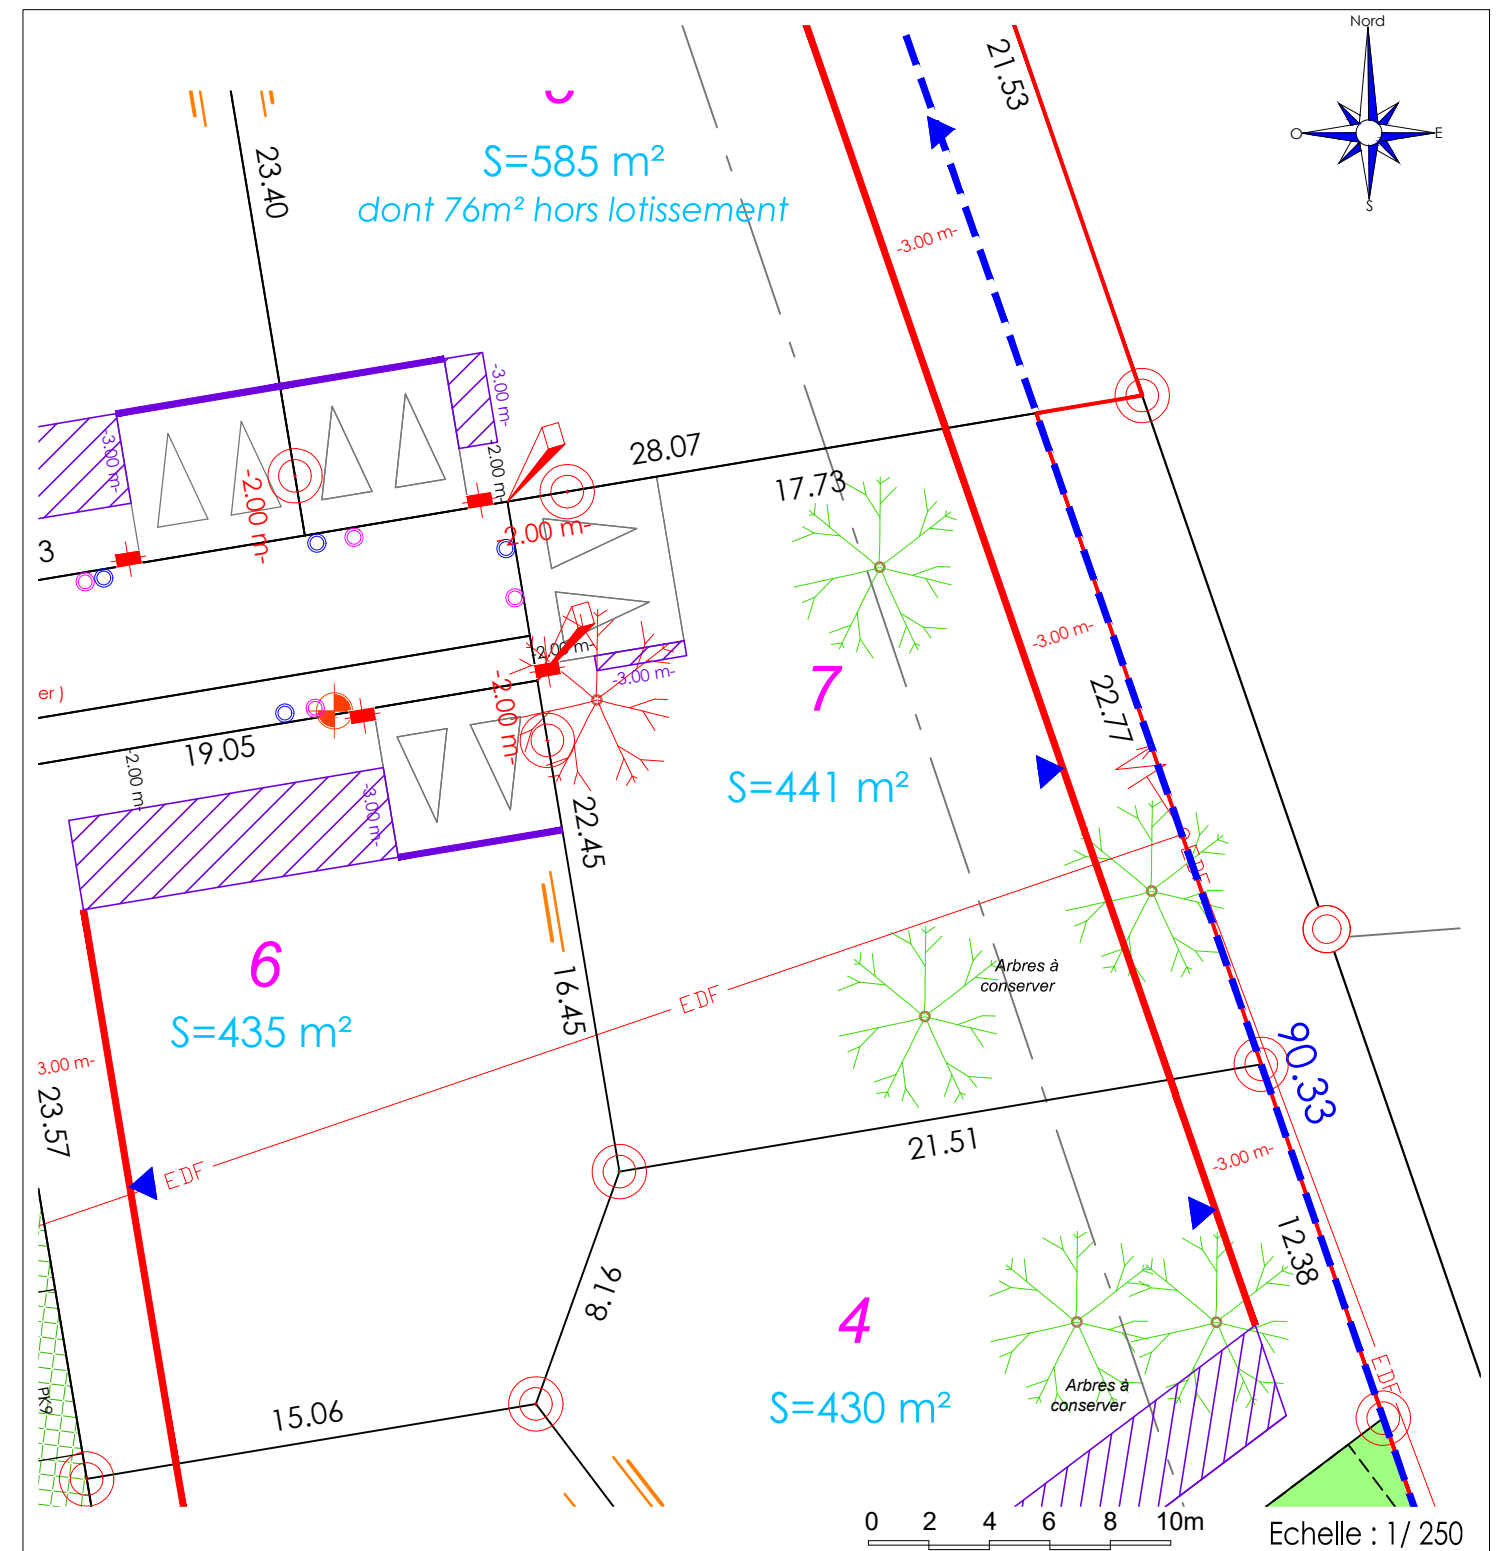 Nord
O
E
S
21.53
23.40
S=585 m²
dont 76m² hors lotissement
-3.00 m-
-3.00 m-
-3.00 m-
-2.00 m-
28.07
17.73
-2.00 m-
-2.00 m-
3
-2.00 m-
-3.00 m-
-3.00 m-
er )
7
-2.00 m-
22.77
19.05
-2.00 m-
-3.00 m-
S=441 m²
22.45
EDF
6
Arbres à
conserver
16.45
EDF
S=435 m²
3.00 m-
90.33
23.57
21.51
-3.00 m-
EDF
12.38
8.16
4
EDF
Arbres à
conserver
PK9
15.06
S=430 m²
0 2 4 6 8 10m
Echelle : 1/ 250